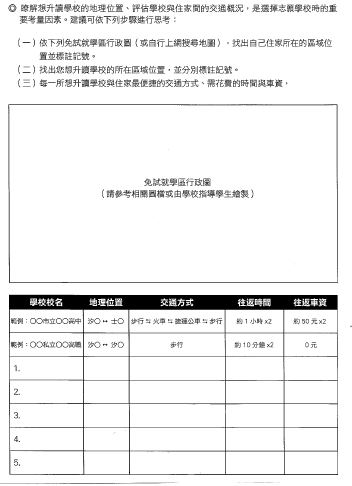 ◎ 瞭解想升讀學校的地理位置、評估學校與住家間的交通概況，是選擇志願學校時的重
要考量因素。建議可依下列步驟進行思考：
（一）依下列免試就學區行政圖（或自行上網搜尋地圖），找出自己住家所在的區域位
置並標註記號。
（二）找出您想升讀學校的所在區域位置，並分別標註記號。
（三）每一所想升讀學校與住家最便捷的交通方式、需花費的時間與車資。
免試就學區行政圖
（請參考相關圖檔或由學校指導學生繪製）
學校校名 地理位置 交通方式 往返時間 往返車資
範例：〇〇市立〇〇高中 汐〇 ↔ 士〇 步行 ⇆ 火車 ⇆ 捷運公車 ⇆ 步行 約 1 小時 x2 約 50 元 x2
範例：〇〇私立〇〇高職 汐〇 ↔ 汐〇 步行 約 10 分鐘 x2 0 元
1.
2.
3.
4.
5.